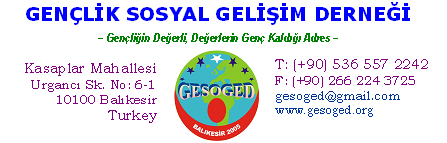 GENÇLİK SOSYAL GELİŞİM DERNEĞİ
– Gençliğin Değerli, Değerlerin Genç Kaldığı Adres –
Kasaplar Mahallesi
Urgancı Sk. No: 6-1
10100 Balıkesir
Turkey
GESOGED
BALIKESİR 2005
T: (+90) 536 557 2242
F: (+90) 266 224 3725
gesoged@gmail.com
www.gesoged.org